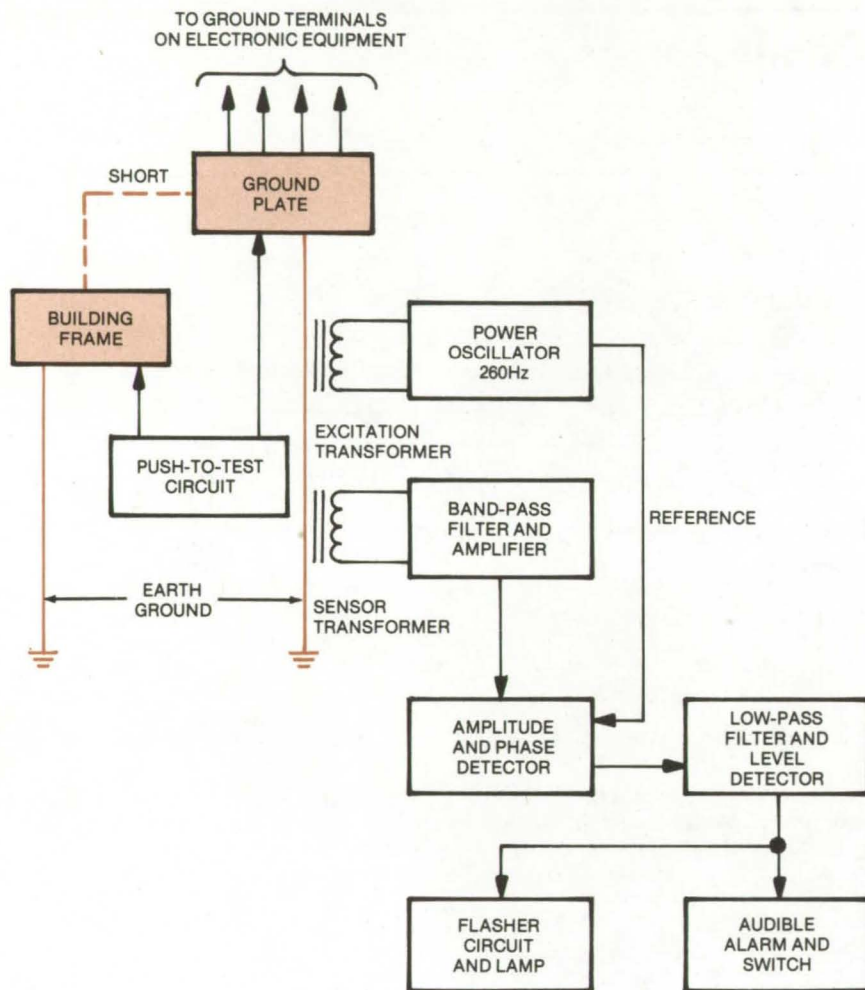 TO GROUND TERMINALS
ON ELECTRONIC EQUIPMENT
SHORT
GROUND
PLATE
BUILDING
FRAME
POWER
OSCILLATOR
260Hz
PUSH-TO-TEST
CIRCUIT
EXCITATION
TRANSFORMER
BAND-PASS
FILTER AND
AMPLIFIER
REFERENCE
EARTH
GROUND
SENSOR
TRANSFORMER
AMPLITUDE
AND PHASE
DETECTOR
LOW-PASS
FILTER AND
LEVEL
DETECTOR
FLASHER
CIRCUIT
AND LAMP
AUDIBLE
ALARM AND
SWITCH